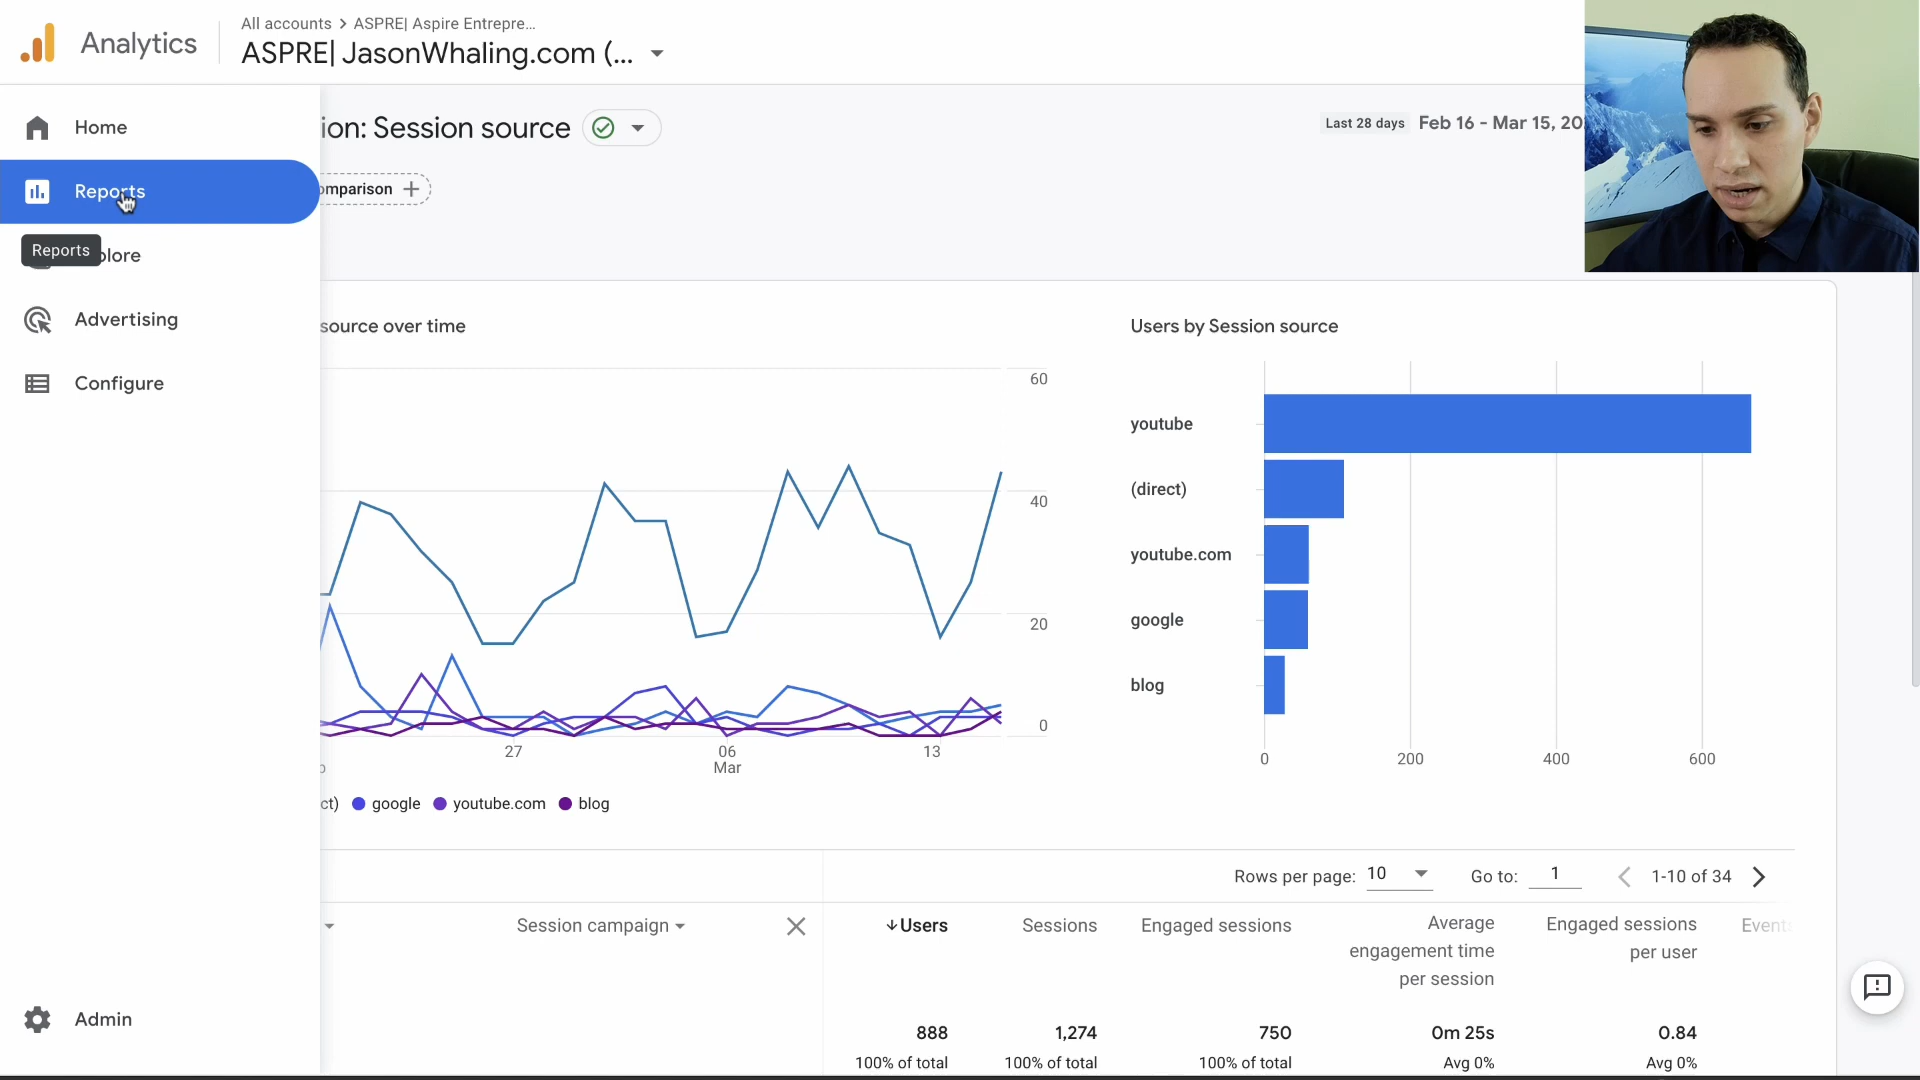 Analytics
All accounts > ASPRE| Aspire Entrepre...
ASPRE| JasonWhaling.com (...
Home
Reports
Reports
plore
Advertising
Configure
Admin
ion: Session source
Last 28 days Feb 16 - Mar 15, 20
omparison +
source over time
60
40
20
0
27
06
Mar
13
ct) google youtube.com blog
Users by Session source
youtube
(direct)
youtube.com
google
blog
0 200 400 600
Rows per page: 10 Go to: 1 1-10 of 34
Session campaign
↓Users
Sessions
Engaged sessions
Average
engagement time
per session
Engaged sessions
per user
Event
888 1,274 750 0m 25s 0.84
100% of total 100% of total 100% of total Avg 0% Avg 0%